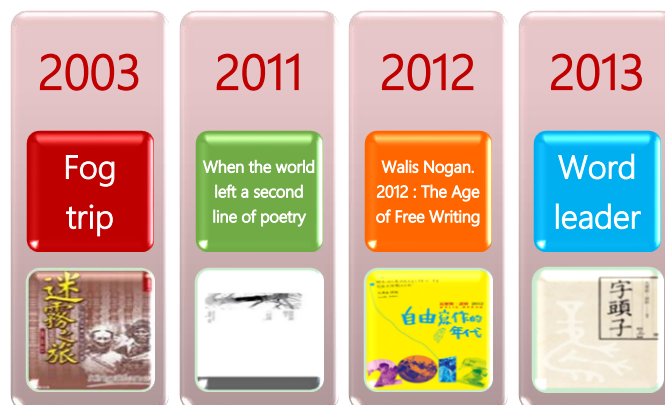 2003
Fog
trip
迷霧之旅
2011
When the world
left a second
line of poetry
2012
Walis Nogan.
2012 : The Age
of Free Writing
自由寫作的
年代
2012
2013
Word
leader
字頭子